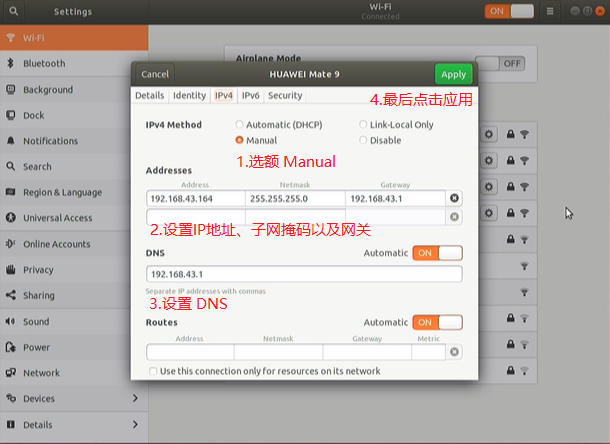 Settings
Wi-Fi
Connected
ON
Wi-Fi
Bluetooth
Background
Dock
Notifications
Search
Region & Language
Universal Access
Online Accounts
Privacy
Sharing
Sound
Power
Network
Devices
Details
Airplane Mode
OFF
Cancel
HUAWEI Mate 9
Apply
Details Identity IPv4 IPv6 Security
4.最后点击应用
IPv4 Method
Automatic (DHCP)
Link-Local Only
Manual
Disable
1.选额 Manual
Addresses
Address Netmask Gateway
192.168.43.164 255.255.255.0 192.168.43.1
2.设置IP地址、子网掩码以及网关
DNS
Automatic ON
192.168.43.1
Separate IP addresses with commas
3.设置 DNS
Routes
Automatic ON
Address Netmask Gateway Metric
Use this connection only for resources on its network